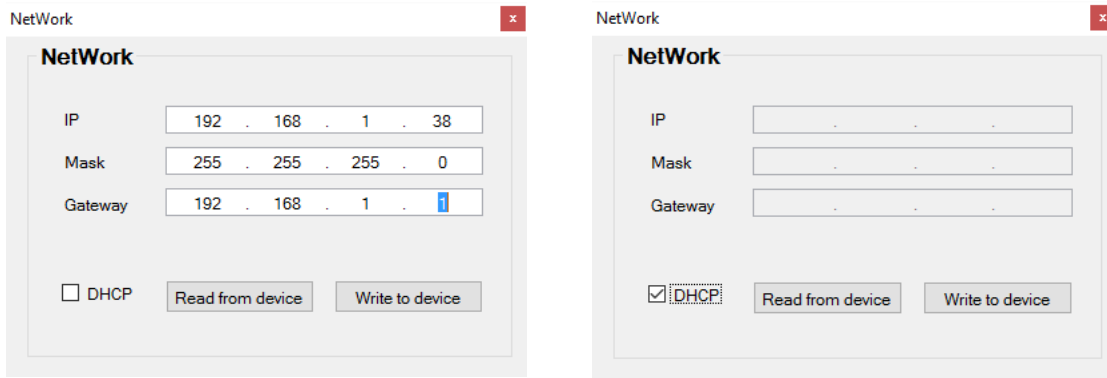 NetWork
x
NetWork
IP 192 . 168 . 1 . 38
Mask 255 . 255 . 255 . 0
Gateway 192 . 168 . 1 . 1
DHCP Read from device Write to device
NetWork
x
NetWork
IP . . .
Mask . . .
Gateway . . .
DHCP Read from device Write to device